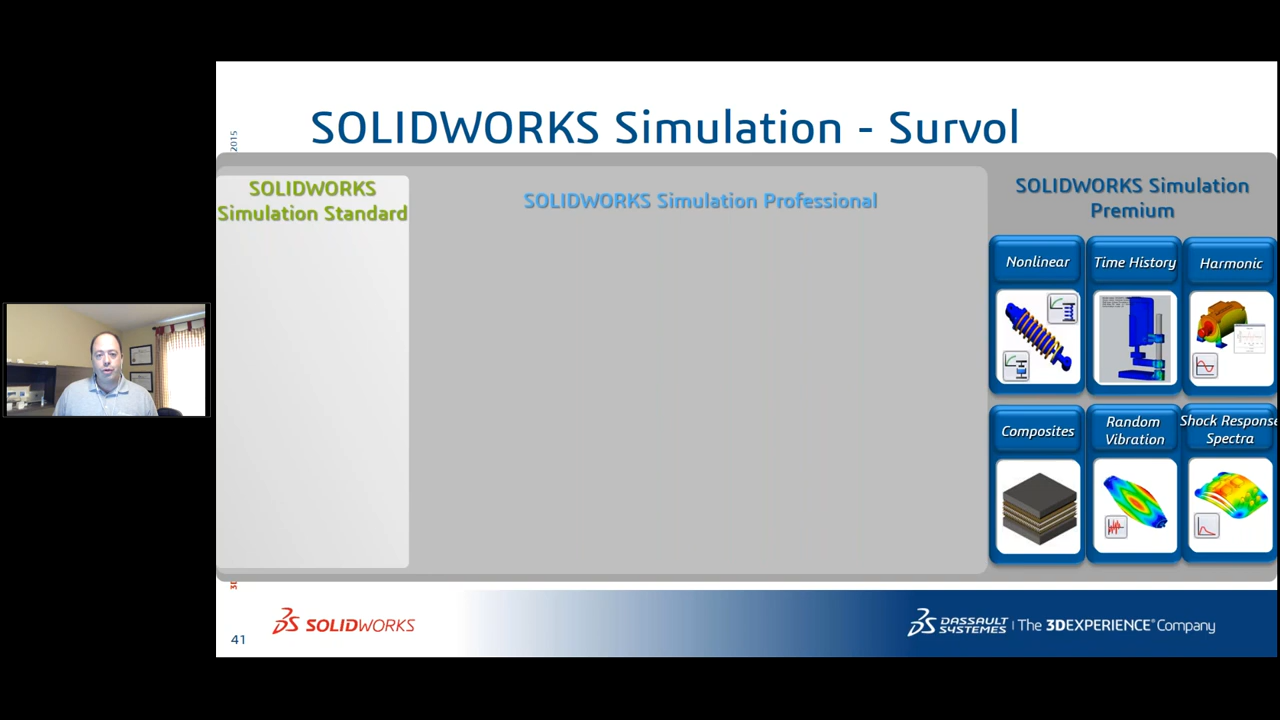 SOLIDWORKS Simulation - Survol
2015
SOLIDWORKS
Simulation Standard
SOLIDWORKS Simulation Professional
SOLIDWORKS Simulation
Premium
Nonlinear
Time History
Harmonic
Composites
Random
Vibration
Shock Response
Spectra
3D
41
SOLIDWORKS
DASSAULT
SYSTEMES
The 3DEXPERIENCE® Company